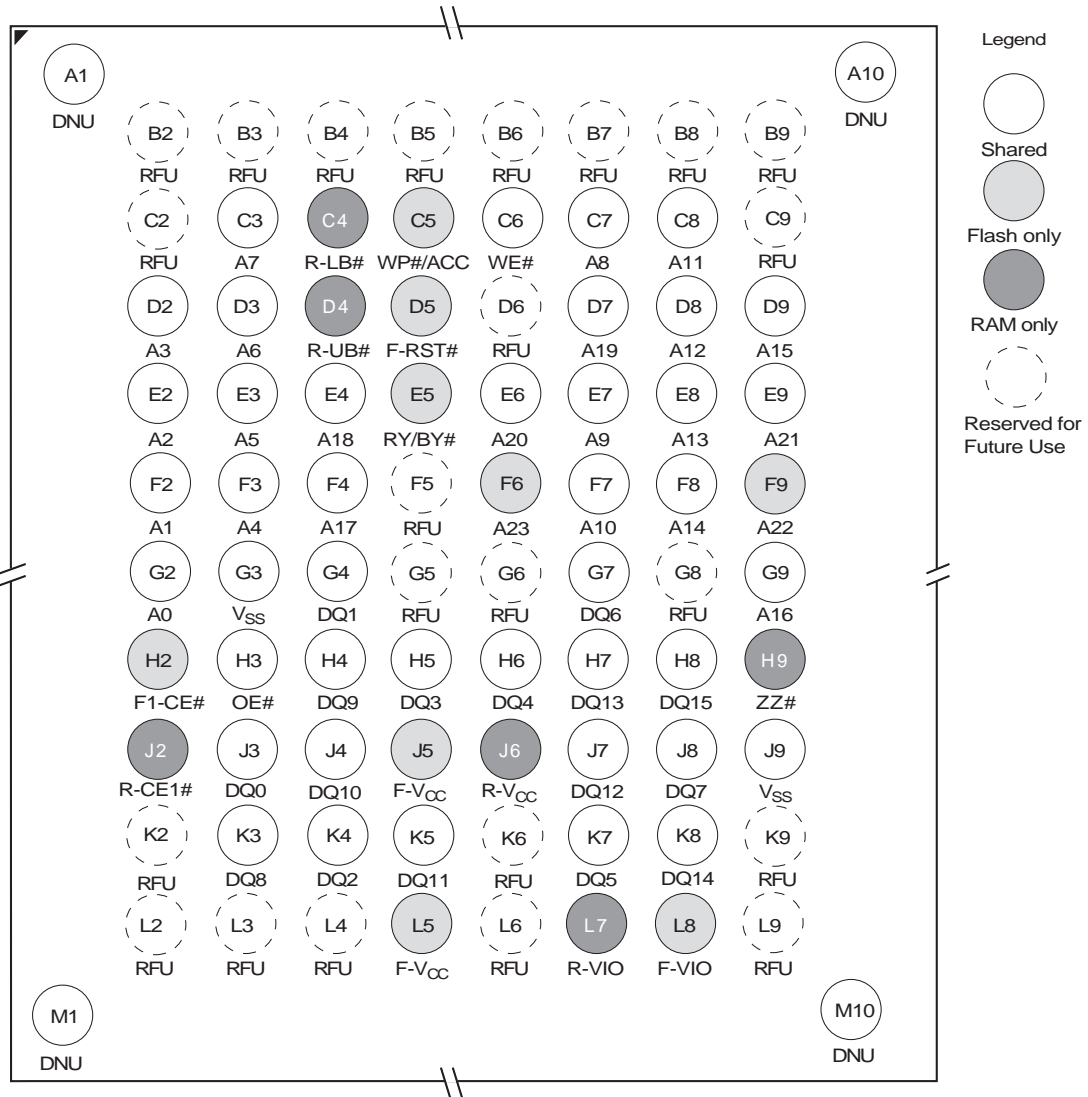 Legend
A1 A10
DNU DNU
B2 B3 B4 B5 B6 B7 B8 B9
RFU RFU RFU RFU RFU RFU RFU RFU
Shared
C2 C3 C4 C5 C6 C7 C8 C9
Flash only
RFU A7 R-LB# WP#/ACC WE# A8 A11 RFU
D2 D3 D4 D5 D6 D7 D8 D9
RAM only
A3 A6 R-UB# F-RST# RFU A19 A12 A15
E2 E3 E4 E5 E6 E7 E8 E9
Reserved for
Future Use
A2 A5 A18 RY/BY# A20 A9 A13 A21
F2 F3 F4 F5 F6 F7 F8 F9
A1 A4 A17 RFU A23 A10 A14 A22
G2 G3 G4 G5 G6 G7 G8 G9
A0 VSS DQ1 RFU RFU DQ6 RFU A16
H2 H3 H4 H5 H6 H7 H8 H9
F1-CE# OE# DQ9 DQ3 DQ4 DQ13 DQ15 ZZ#
J2 J3 J4 J5 J6 J7 J8 J9
R-CE1# DQ0 DQ10 F-VCC R-VCC DQ12 DQ7 VSS
K2 K3 K4 K5 K6 K7 K8 K9
RFU DQ8 DQ2 DQ11 RFU DQ5 DQ14 RFU
L2 L3 L4 L5 L6 L7 L8 L9
RFU RFU RFU F-VCC RFU R-VIO F-VIO RFU
M1 M10
DNU DNU